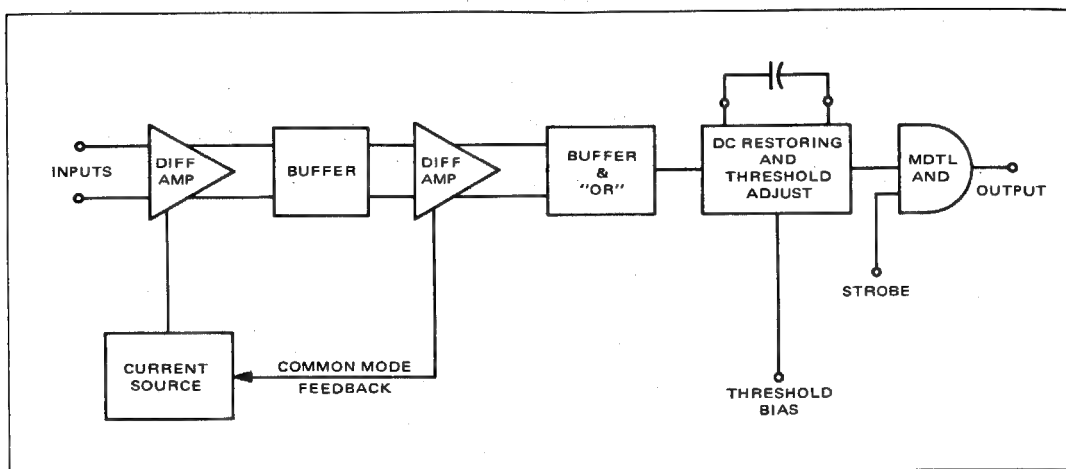 INPUTS
DIFF
AMP
BUFFER
DIFF
AMP
BUFFER
&
"OR"
DC RESTORING
AND
THRESHOLD
ADJUST
MDTL
AND
OUTPUT
STROBE
THRESHOLD
BIAS
CURRENT
SOURCE
COMMON MODE
FEEDBACK